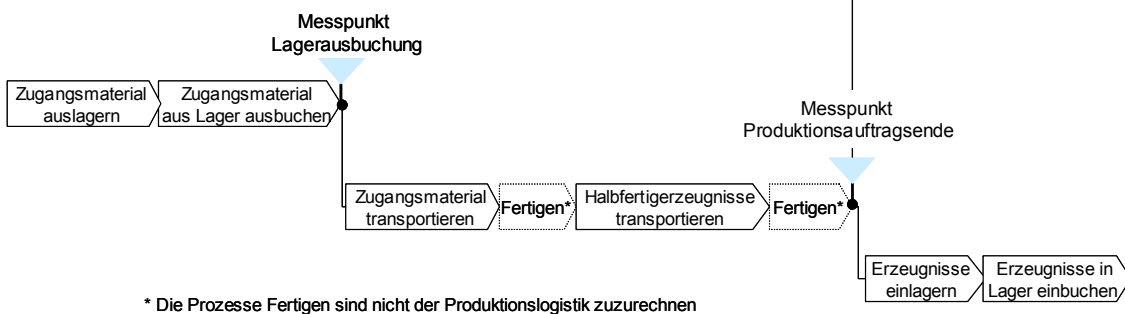 Messpunkt
Lagerausbuchung
Zugangsmaterial
auslagern
Zugangsmaterial
aus Lager ausbuchen
Messpunkt
Produktionsauftragsende
Zugangsmaterial
transportieren
Fertigen*
Halbfertigerzeugnisse
transportieren
Fertigen*
Erzeugnisse
einlagern
Erzeugnisse in
Lager einbuchen
* Die Prozesse Fertigen sind nicht der Produktionslogistik zuzurechnen